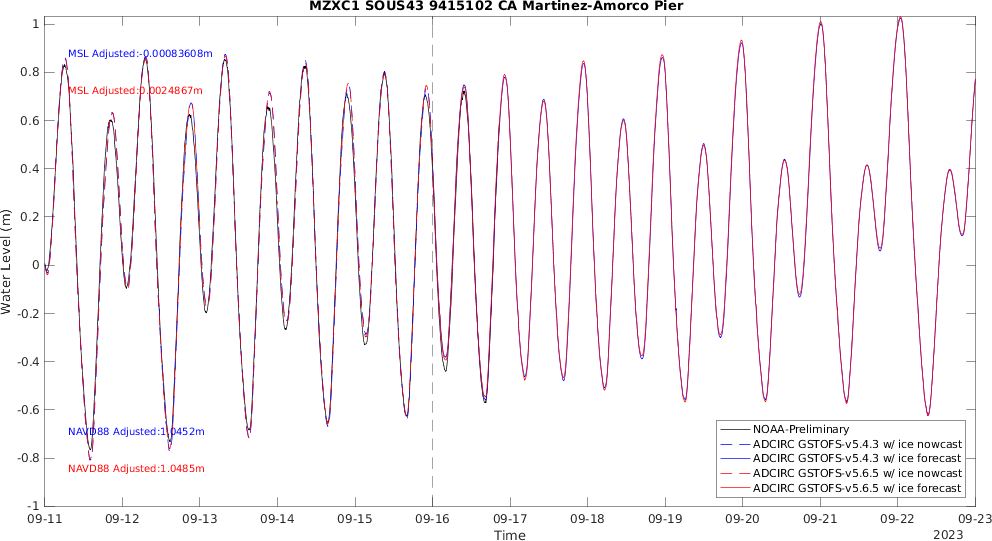 MZXC1 SOUS43 9415102 CA Martinez-Amorco Pier
MSL Adjusted:-0.00083608m
MSL Adjusted:0.0024867m
NAVD88 Adjusted:1.0452m
NAVD88 Adjusted:1.0485m
1
0.8
0.6
0.4
0.2
0
-0.2
-0.4
-0.6
-0.8
-1
Water Level (m)
NOAA-Preliminary
ADCIRC GSTOFS-v5.4.3 w/ ice nowcast
ADCIRC GSTOFS-v5.4.3 w/ ice forecast
ADCIRC GSTOFS-v5.6.5 w/ ice nowcast
ADCIRC GSTOFS-v5.6.5 w/ ice forecast
09-11 09-12 09-13 09-14 09-15 09-16 09-17 09-18 09-19 09-20 09-21 09-22 09-23
Time
2023